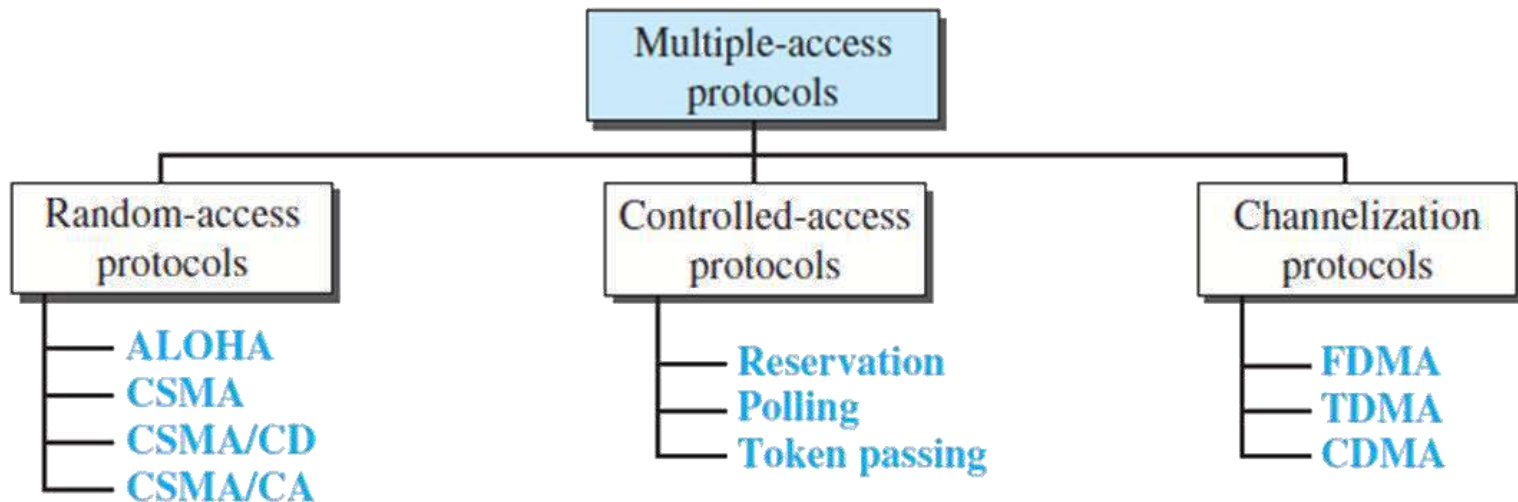 Multiple-access
protocols
Random-access
protocols
ALOHA
CSMA
CSMA/CD
CSMA/CA
Controlled-access
protocols
Reservation
Polling
Token passing
Channelization
protocols
FDMA
TDMA
CDMA